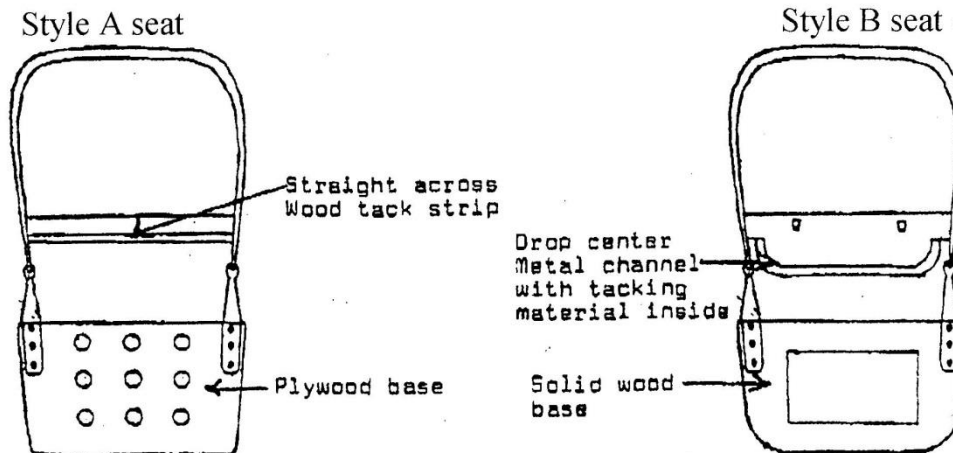 Style A seat
Style B seat
Straight across
Wood tack strip
Drop center
Metal channel
with tacking
material inside
Plywood base
Solid wood
base